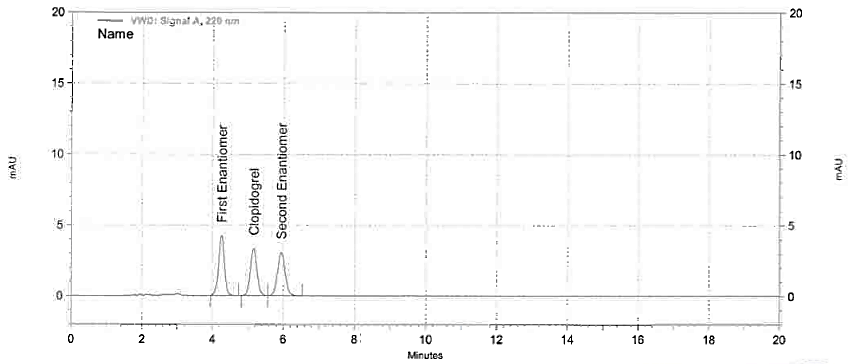 VWD: Signal A, 220 nm
Name
20
15
10
5
0
mAU
First Enantiomer
Clopidogrel
Second Enantiomer
20
15
10
5
0
mAU
0 2 4 6 8 10 12 14 16 18 20
Minutes